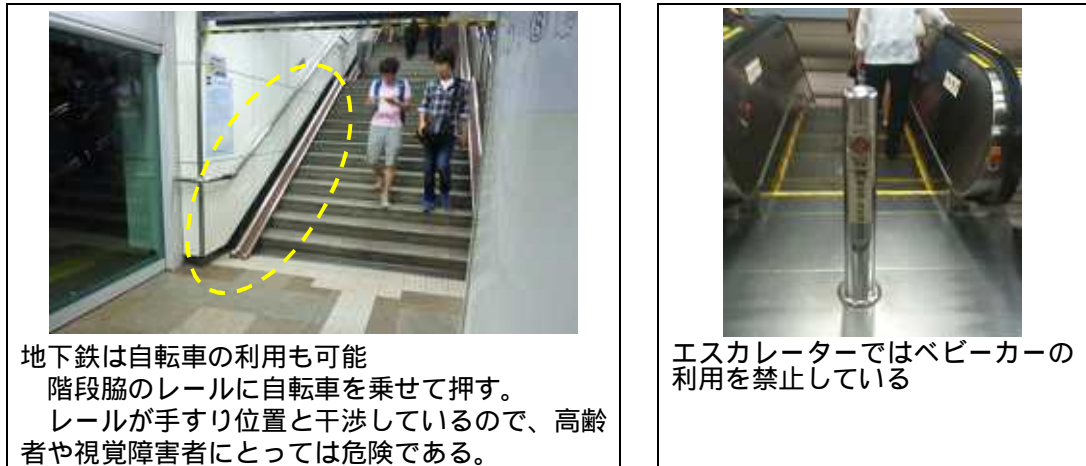 地下鉄は自転車の利用も可能
　階段脇のレールに自転車を乗せて押す。
　レールが手すり位置と干渉しているので、高齢
者や視覚障害者にとっては危険である。
エスカレーターではベビーカーの
利用を禁止している